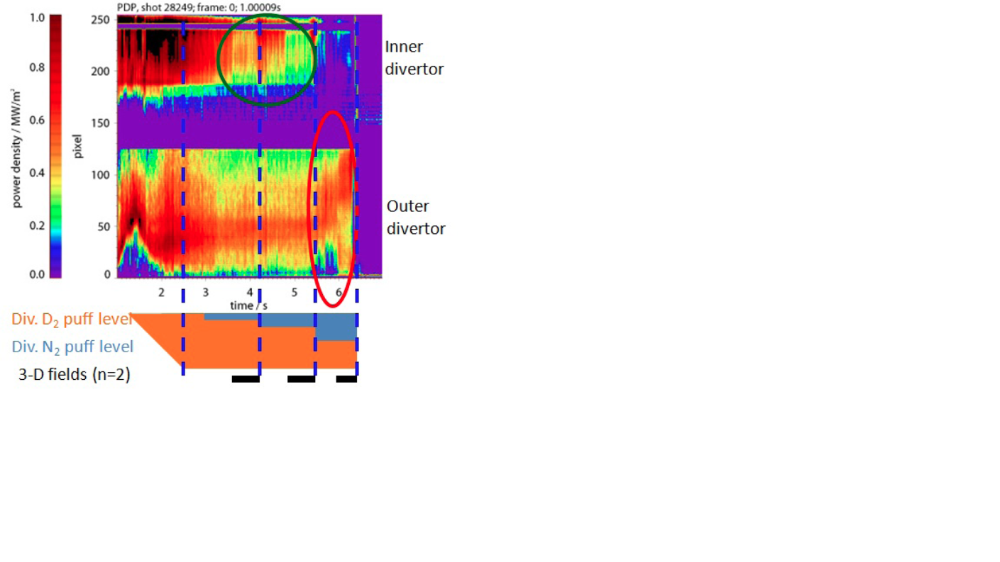 PDP, shot 28249; frame: 0; 1.00009s
1.0
0.8
0.6
0.4
0.2
0.0
power density / MW/m²
250
200
150
100
50
0
pixel
2 3 4 5 6
time / s
Inner
divertor
Outer
divertor
Div. D₂ puff level
Div. N₂ puff level
3-D fields (n=2)